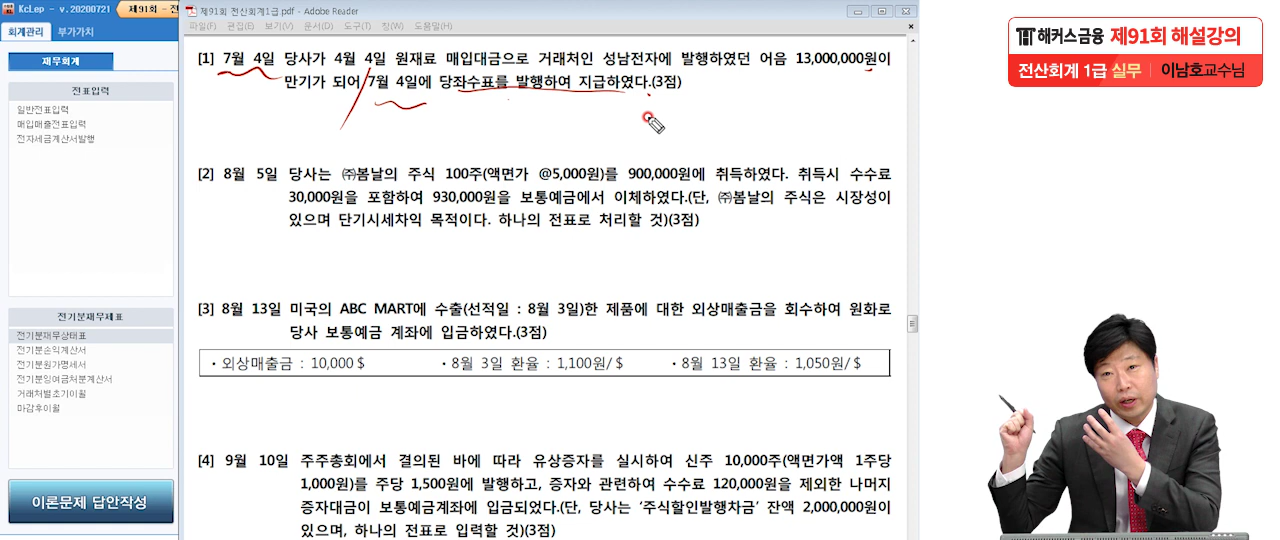 KcLep - v.20200721
제91회 - 전
회계관리
부가가치
재무회계
전표입력
일반전표입력
매입매출전표입력
전자세금계산서발행
전기분재무제표
전기분재무상태표
전기분손익계산서
전기분원가명세서
전기분잉여금처분계산서
거래처별초기이월
마감후이월
이론문제 답안작성
제91회 전산회계1급.pdf - Adobe Reader
파일(F) 편집(E) 보기(V) 문서(D) 도구(T) 창(W) 도움말(H)
[1] 7월 4일 당사가 4월 4일 원재료 매입대금으로 거래처인 성남전자에 발행하였던 어음 13,000,000원이
만기가 되어 7월 4일에 당좌수표를 발행하여 지급하였다.(3점)
[2] 8월 5일 당사는 ㈜봄날의 주식 100주(액면가 @5,000원)를 900,000원에 취득하였다. 취득시 수수료
30,000원을 포함하여 930,000원을 보통예금에서 이체하였다.(단, ㈜봄날의 주식은 시장성이
있으며 단기시세차익 목적이다. 하나의 전표로 처리할 것)(3점)
[3] 8월 13일 미국의 ABC MART에 수출(선적일 : 8월 3일)한 제품에 대한 외상매출금을 회수하여 원화로
당사 보통예금 계좌에 입금하였다.(3점)
・외상매출금 : 10,000 $ ・8월 3일 환율 : 1,100원/ $ ・8월 13일 환율 : 1,050원/ $
[4] 9월 10일 주주총회에서 결의된 바에 따라 유상증자를 실시하여 신주 10,000주(액면가액 1주당
1,000원)를 주당 1,500원에 발행하고, 증자와 관련하여 수수료 120,000원을 제외한 나머지
증자대금이 보통예금계좌에 입금되었다.(단, 당사는 ‘주식할인발행차금’ 잔액 2,000,000원이
있으며, 하나의 전표로 입력할 것)(3점)
해커스금융 제91회 해설강의
전산회계 1급 실무 이남호교수님